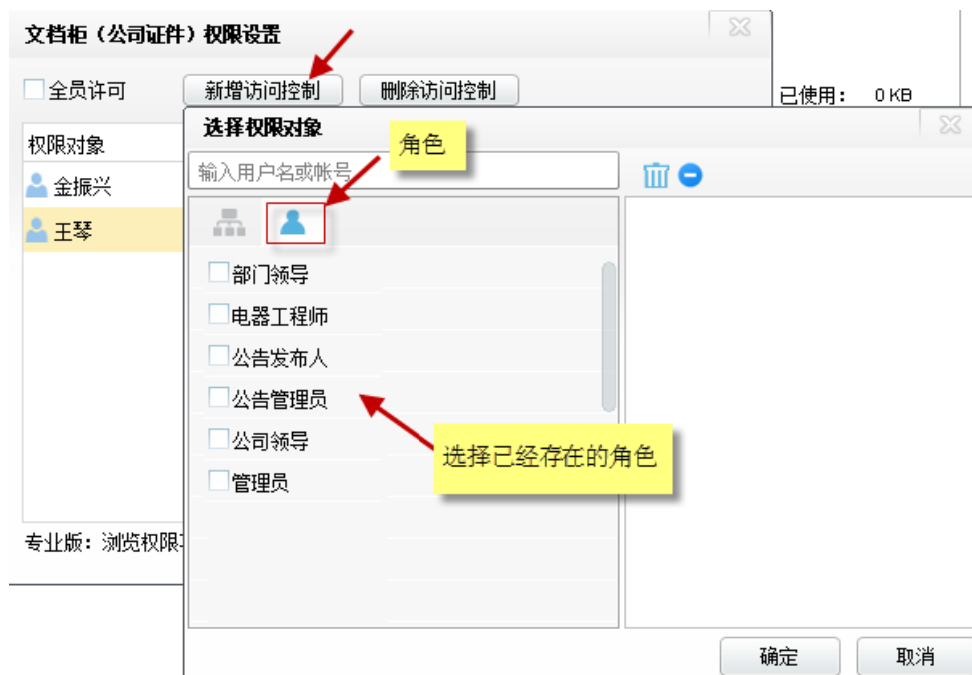 文档柜（公司证件）权限设置
全员许可
新增访问控制
删除访问控制
已使用： 0 KB
选择权限对象
角色
权限对象
输入用户名或帐号
金振兴
王琴
部门领导
电器工程师
公告发布人
公告管理员
公司领导
选择已经存在的角色
管理员
专业版：浏览权限
确定
取消